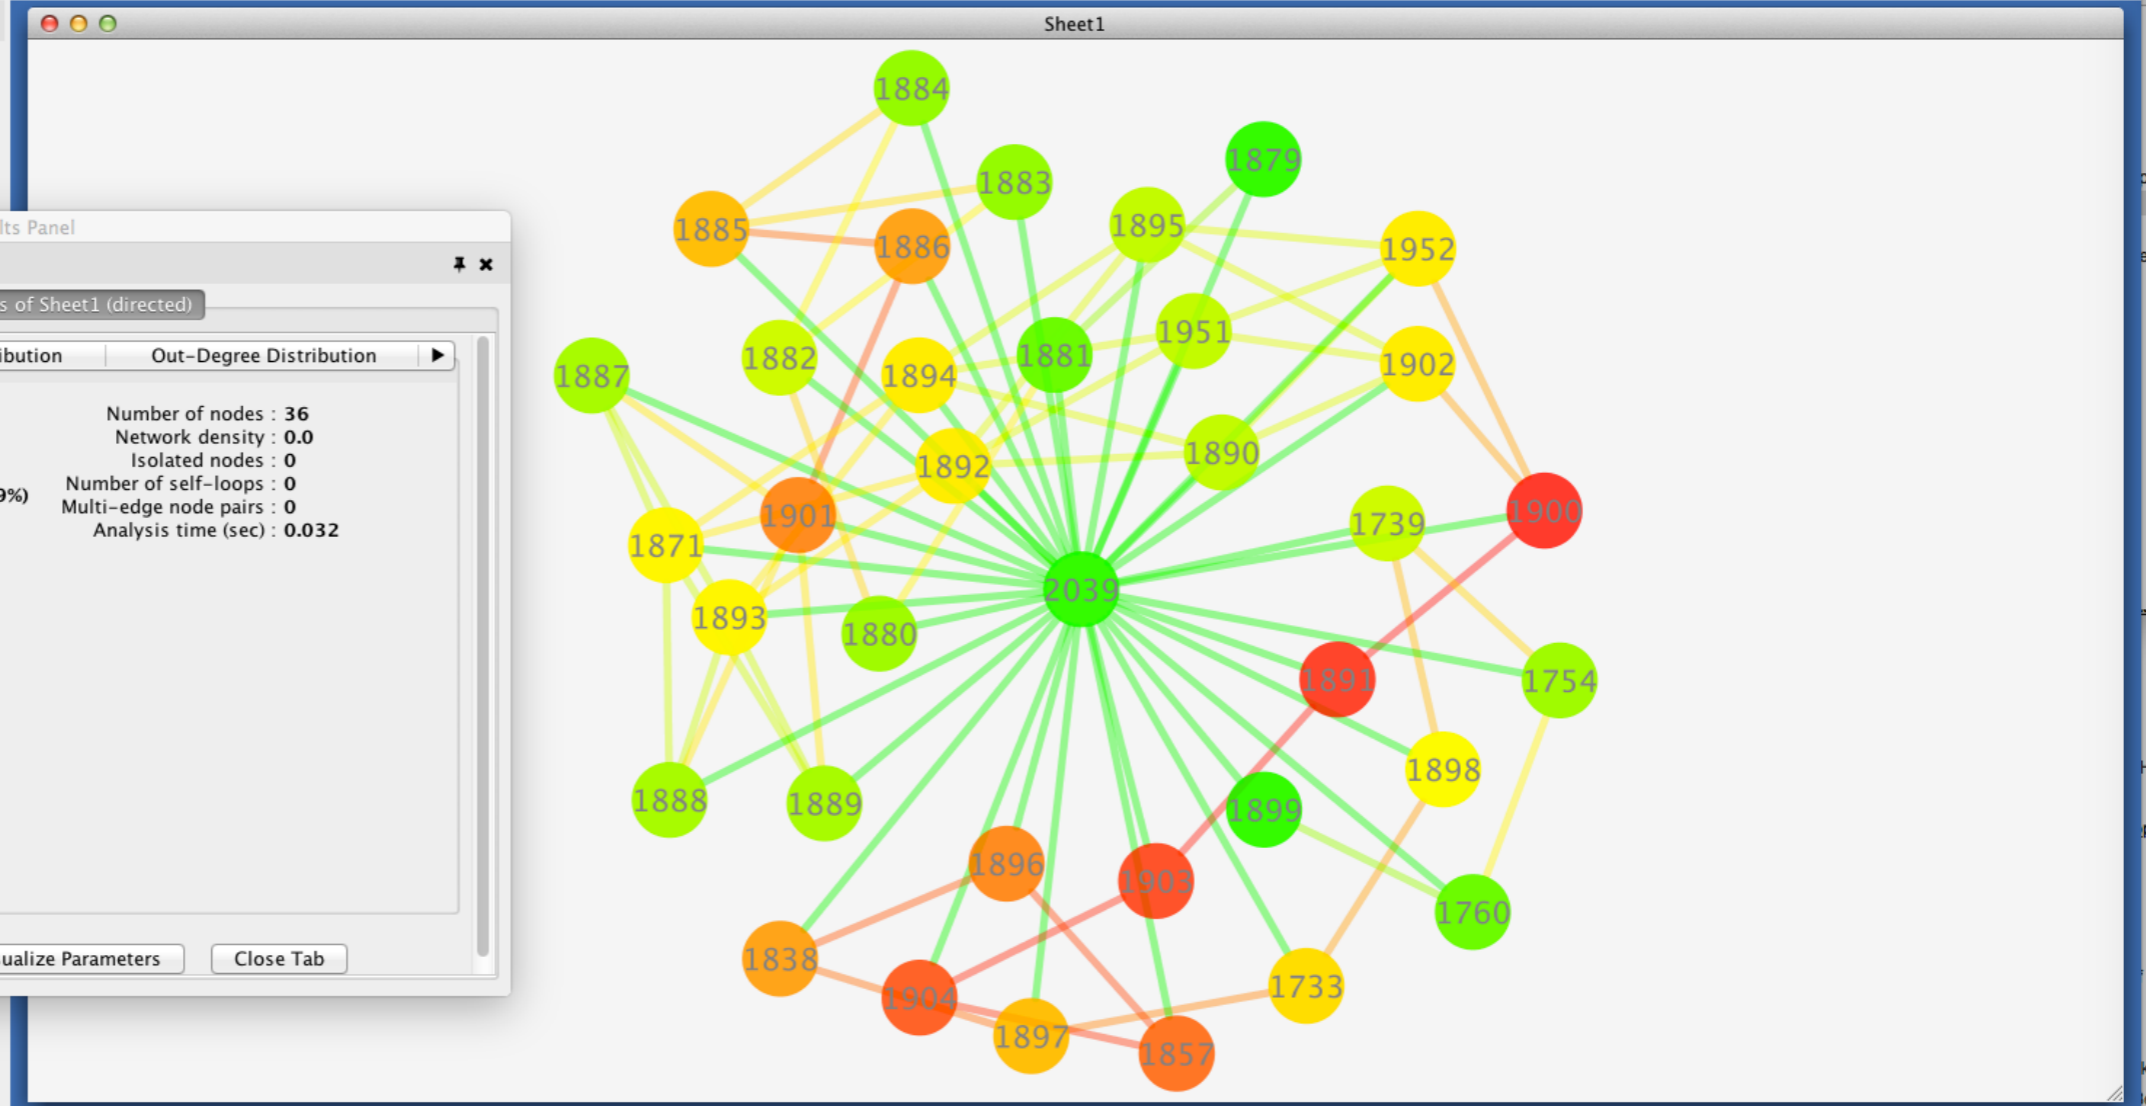 Sheet1
lts Panel
s of Sheet1 (directed)
ibution
Out-Degree Distribution
Number of nodes : 36
Network density : 0.0
Isolated nodes : 0
9%)
Number of self-loops : 0
Multi-edge node pairs : 0
Analysis time (sec) : 0.032
ualize Parameters
Close Tab
1884
1879
1883
1895
1885
1886
1952
1951
1881
1882
1902
1887
1894
1890
1892
1900
1901
1739
1871
2039
1893
1880
1891
1754
1898
1888
1889
1899
1896
1903
1760
1838
1733
1904
1897
1857